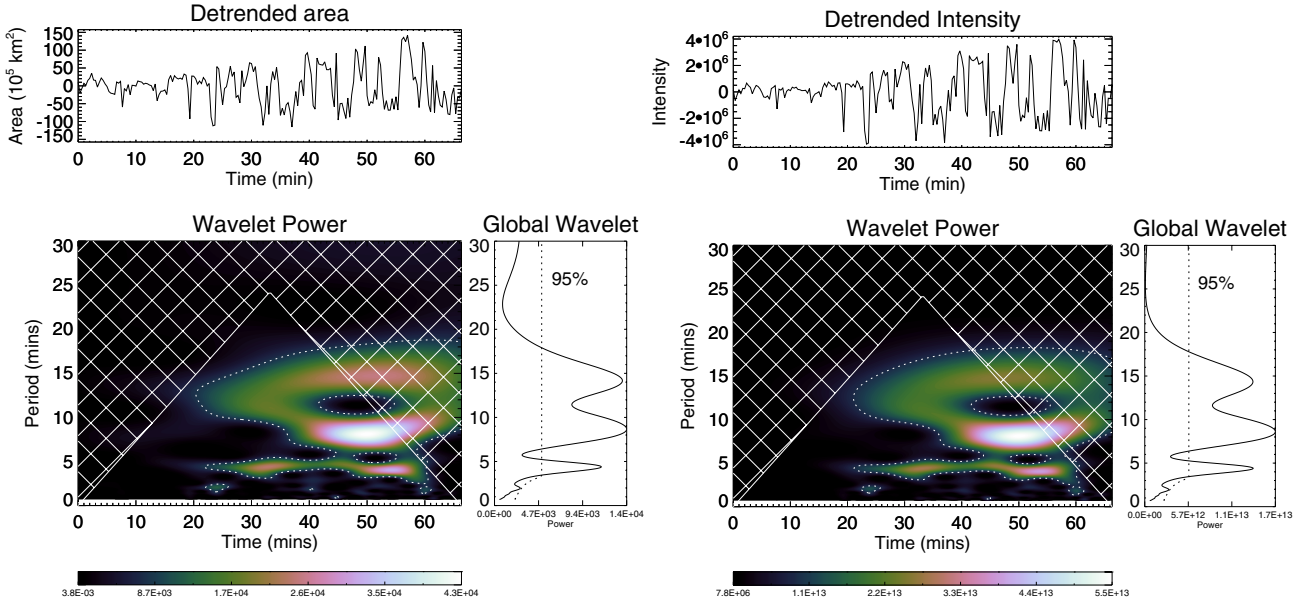 Detrended area
150
100
50
0
-50
-100
-150
Area (10⁵ km²)
0 10 20 30 40 50 60
Time (min)
Detrended Intensity
4•10⁶
2•10⁶
0
-2•10⁶
-4•10⁶
Intensity
0 10 20 30 40 50 60
Time (min)
Wavelet Power
30
25
20
15
10
5
0
Period (mins)
0 10 20 30 40 50 60
Time (mins)
Global Wavelet
30
20
15
10
5
0
95%
0.0E+00 4.7E+03 9.4E+03 1.4E+04
Power
3.8E-03 8.7E+03 1.7E+04 2.6E+04 3.5E+04 4.3E+04
Wavelet Power
30
25
20
15
10
5
0
Period (mins)
0 10 20 30 40 50 60
Time (mins)
Global Wavelet
30
25
20
15
10
5
0
95%
0.0E+00 5.7E+12 1.1E+13 1.7E+13
Power
7.8E+06 1.1E+13 2.2E+13 3.3E+13 4.4E+13 5.5E+13